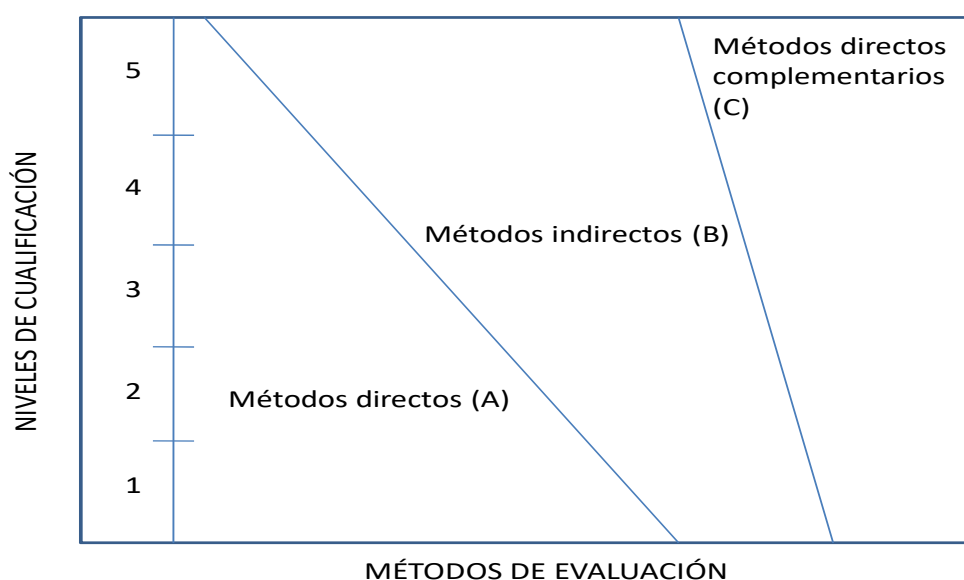 Métodos directos
complementarios
(C)
5
4
Métodos indirectos (B)
3
2
Métodos directos (A)
1
NIVELES DE CUALIFICACIÓN
MÉTODOS DE EVALUACIÓN